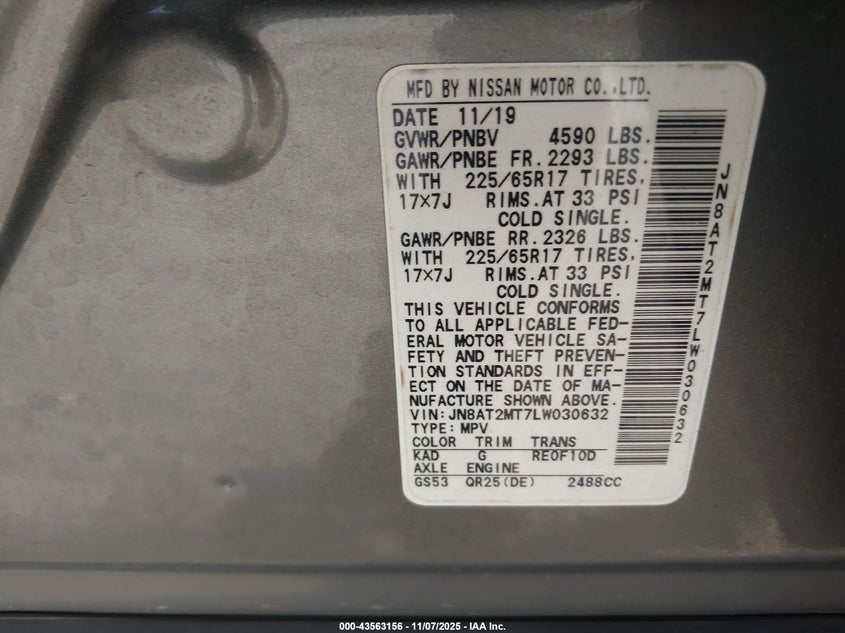 MFD BY NISSAN MOTOR CO.,LTD.
DATE 11/19
GVWR/PNBV 4590 LBS.
GAWR/PNBE FR. 2293 LBS.
WITH 225/65R17 TIRES,
17×7J RIMS.AT 33 PSI
COLD SINGLE.
GAWR/PNBE RR. 2326 LBS.
WITH 225/65R17 TIRES,
17×7J RIMS.AT 33 PSI
COLD SINGLE.
THIS VEHICLE CONFORMS
TO ALL APPLICABLE FED-
ERAL MOTOR VEHICLE SA-
FETY AND THEFT PREVEN-
TION STANDARDS IN EFF-
ECT ON THE DATE OF MA-
NUFACTURE SHOWN ABOVE.
VIN:JN8AT2MT7LW030632
TYPE:MPV
COLOR TRIM TRANS
KAD G RE0F10D
AXLE ENGINE
GS53 QR25(DE) 2488CC
JN8AT2MT7LW030632
000-43563156 - 11/07/2025 - IAA Inc.